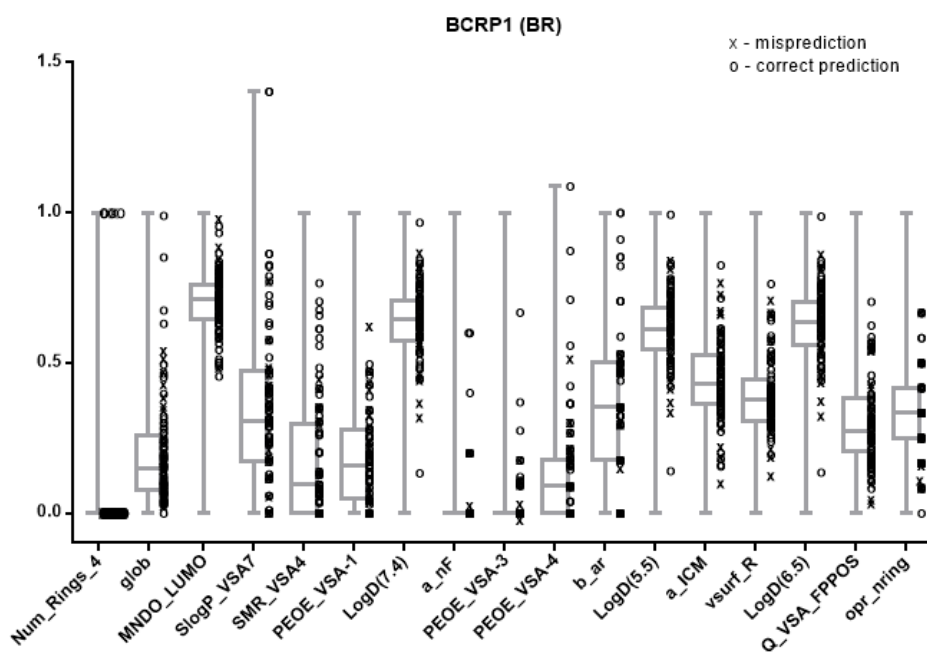 BCRP1 (BR)
x - misprediction
o - correct prediction
1.5
1.0
0.5
0.0
Num_Rings_4
glob
MNDO_LUMO
SlogP_VSA7
SMR_VSA4
PEOE_VSA-1
LogD(7.4)
a_nF
PEOE_VSA-3
PEOE_VSA-4
b_ar
LogD(5.5)
a_ICM
vsurf_R
LogD(6.5)
Q_VSA_FPPOS
opr_nring